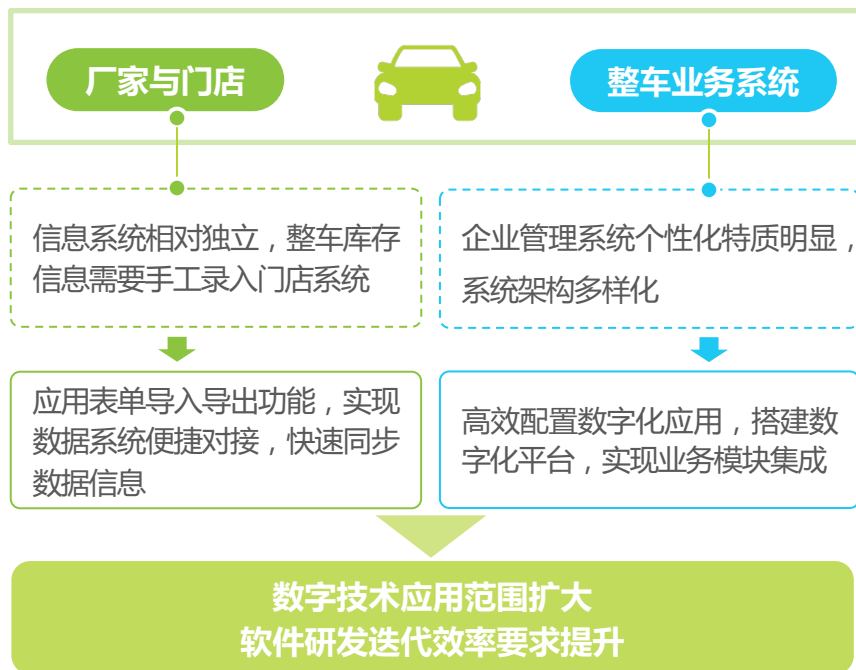 厂家与门店
整车业务系统
信息系统相对独立，整车库存
信息需要手工录入门店系统
企业管理系统个性化特质明显，
系统架构多样化
应用表单导入导出功能，实现
数据系统便捷对接，快速同步
数据信息
高效配置数字化应用，搭建数
字化平台，实现业务模块集成
数字技术应用范围扩大
软件研发迭代效率要求提升